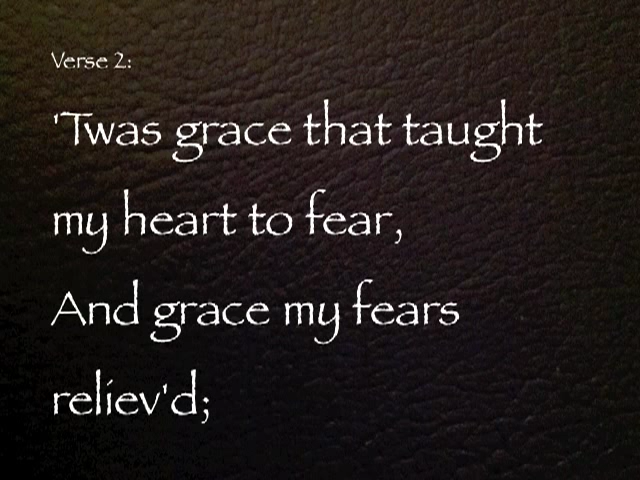 Verse 2:
'Twas grace that taught
my heart to fear,
And grace my fears
reliev'd;